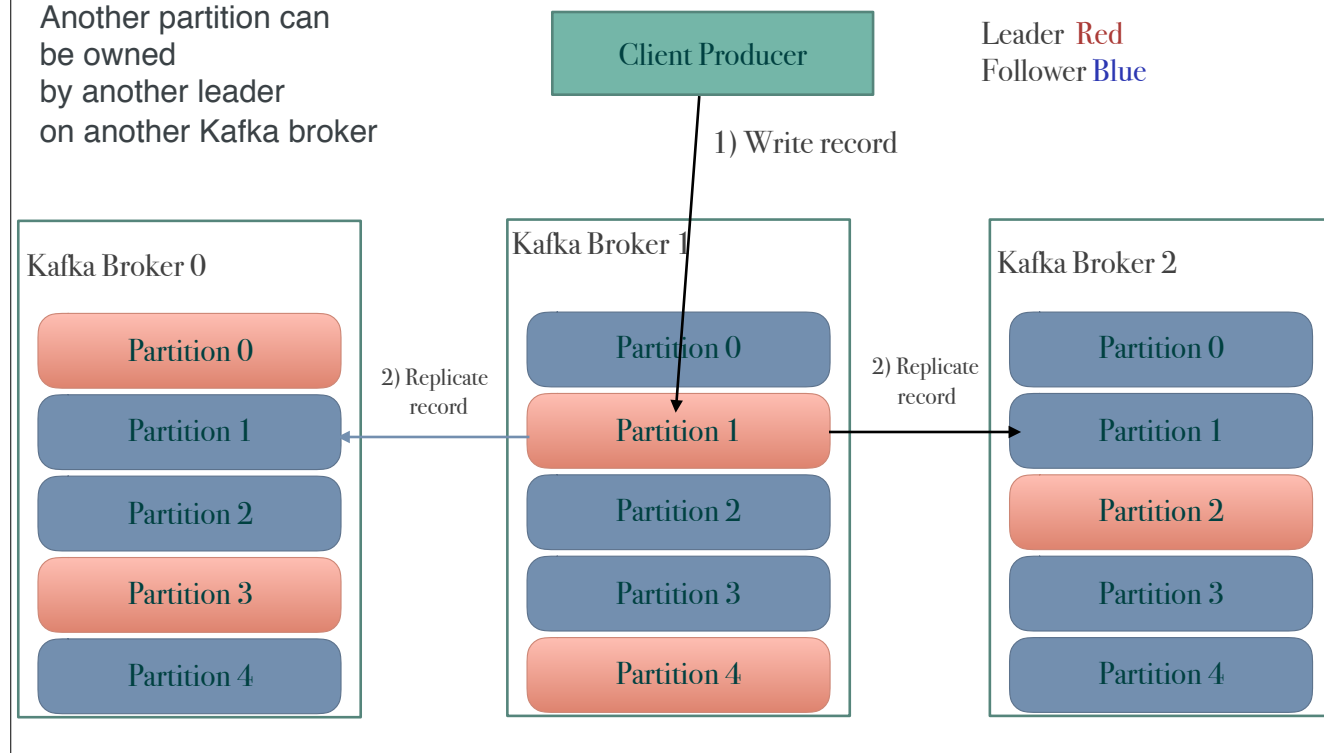 Another partition can
be owned
by another leader
on another Kafka broker
Client Producer
Leader Red
Follower Blue
1) Write record
Kafka Broker 0
Partition 0
Partition 1
Partition 2
Partition 3
Partition 4
2) Replicate
record
Kafka Broker 1
Partition 0
Partition 1
Partition 2
Partition 3
Partition 4
2) Replicate
record
Kafka Broker 2
Partition 0
Partition 1
Partition 2
Partition 3
Partition 4